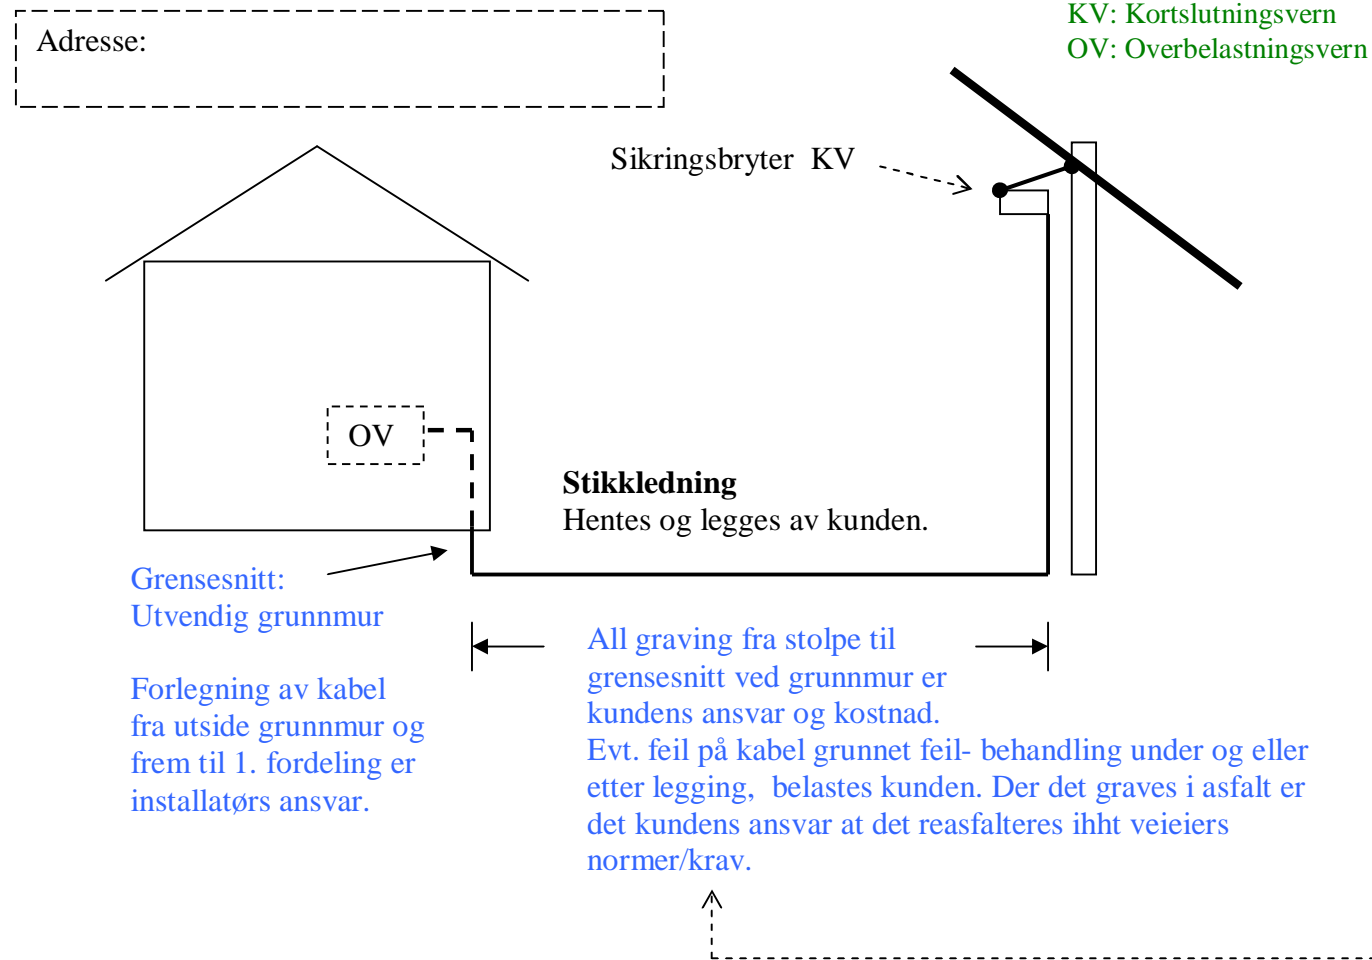 KV: Kortslutningsvern
OV: Overbelastningsvern
Adresse:
Sikringsbryter KV
OV
Stikkledning
Hentes og legges av kunden.
Grensesnitt:
Utvendig grunnmur
Forlegning av kabel
fra utside grunnmur og
frem til 1. fordeling er
installatørs ansvar.
All graving fra stolpe til
grensesnitt ved grunnmur er
kundens ansvar og kostnad.
Evt. feil på kabel grunnet feil- behandling under og eller
etter legging, belastes kunden. Der det graves i asfalt er
det kundens ansvar at det reasfalteres ihht veieiers
normer/krav.